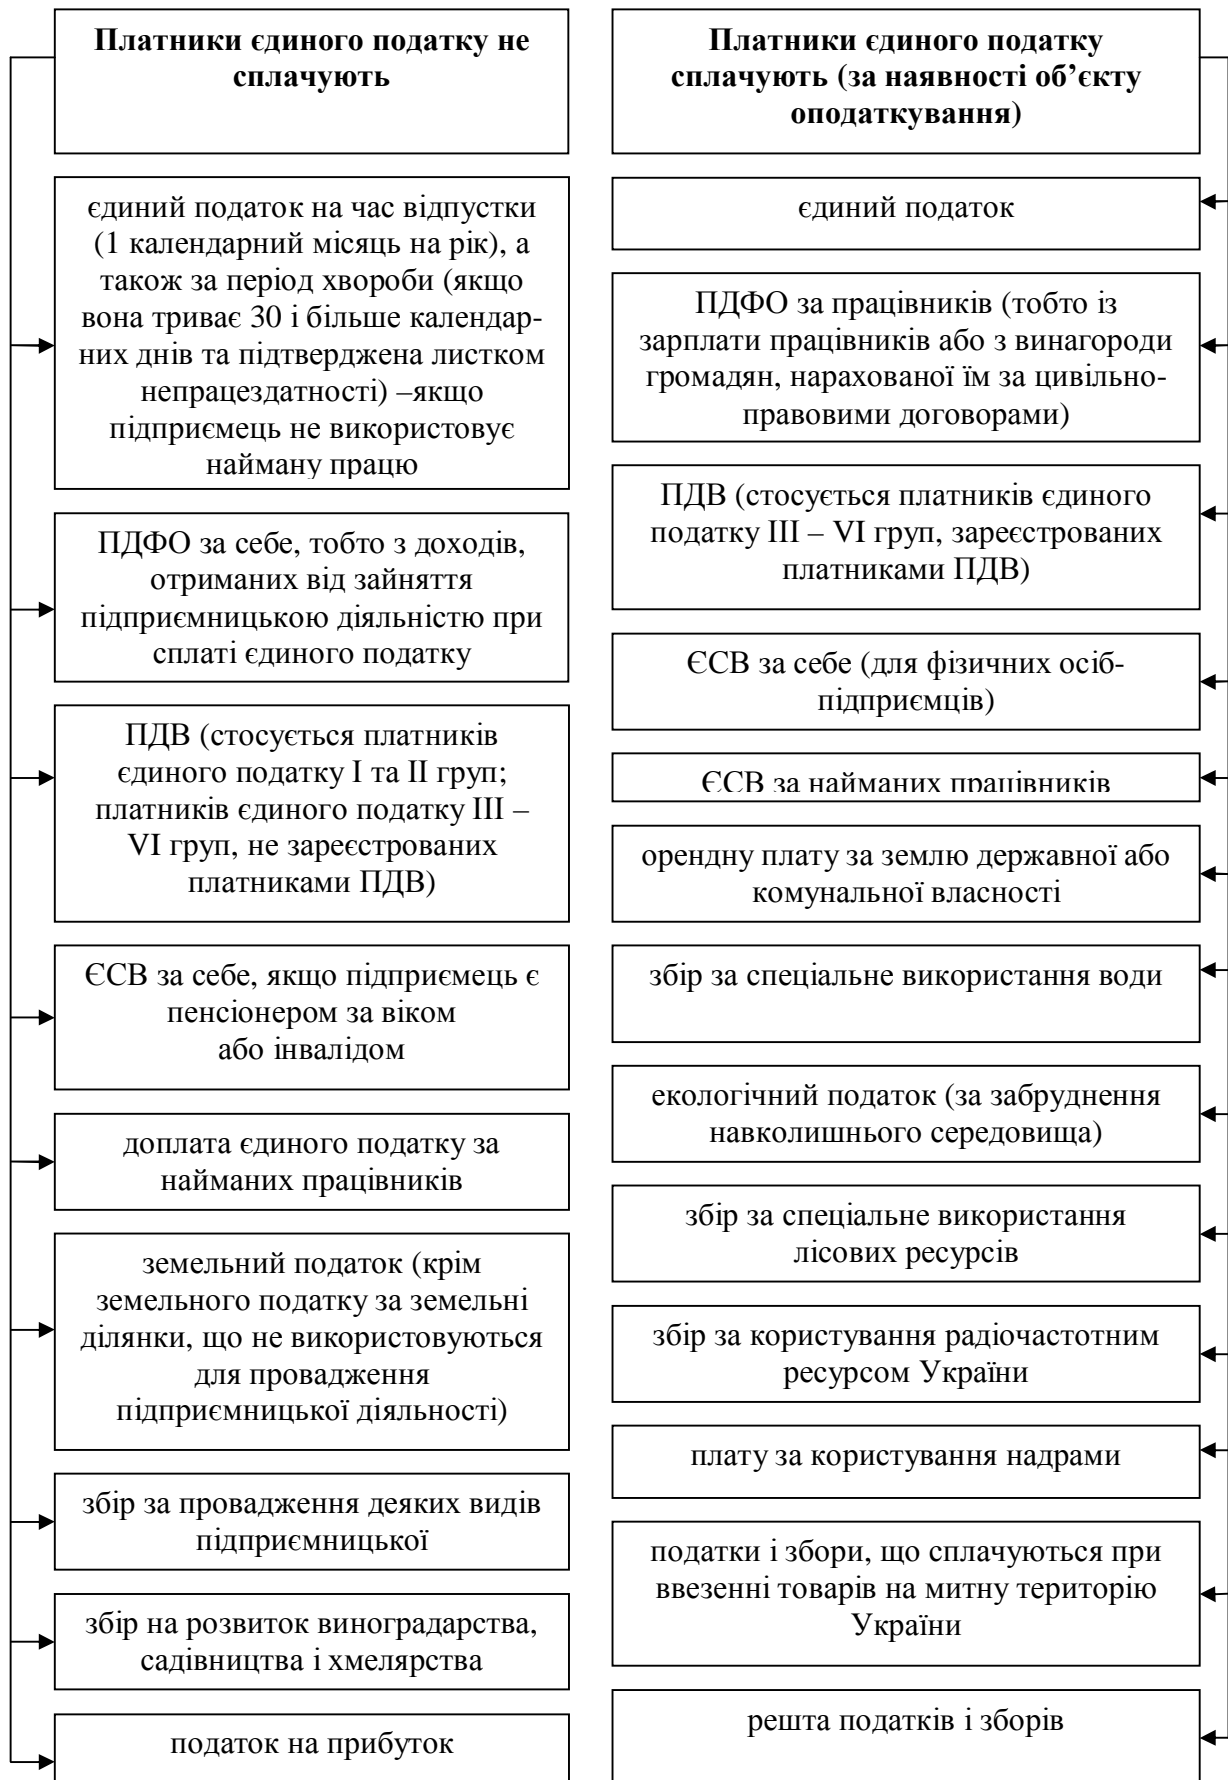 Платники єдиного податку не
сплачують
єдиний податок на час відпустки
(1 календарний місяць на рік), а
також за період хвороби (якщо
вона триває 30 і більше календар-
них днів та підтверджена листком
непрацездатності) –якщо
підприємець не використовує
найману працю
ПДФО за себе, тобто з доходів,
отриманих від зайняття
підприємницькою діяльністю при
сплаті єдиного податку
ПДВ (стосується платників
єдиного податку І та ІІ груп;
платників єдиного податку ІІІ –
VI груп, не зареєстрованих
платниками ПДВ)
ЄСВ за себе, якщо підприємець є
пенсіонером за віком
або інвалідом
доплата єдиного податку за
найманих працівників
земельний податок (крім
земельного податку за земельні
ділянки, що не використовуються
для провадження
підприємницької діяльності)
збір за провадження деяких видів
підприємницької
збір на розвиток виноградарства,
садівництва і хмелярства
податок на прибуток
Платники єдиного податку
сплачують (за наявності об’єкту
оподаткування)
єдиний податок
ПДФО за працівників (тобто із
зарплати працівників або з винагороди
громадян, нарахованої їм за цивільно-
правовими договорами)
ПДВ (стосується платників єдиного
податку ІІІ – VI груп, зареєстрованих
платниками ПДВ)
ЄСВ за себе (для фізичних осіб-
підприємців)
ЄСВ за найманих працівників
орендну плату за землю державної або
комунальної власності
збір за спеціальне використання води
екологічний податок (за забруднення
навколишнього середовища)
збір за спеціальне використання
лісових ресурсів
збір за користування радіочастотним
ресурсом України
плату за користування надрами
податки і збори, що сплачуються при
ввезенні товарів на митну територію
України
решта податків і зборів